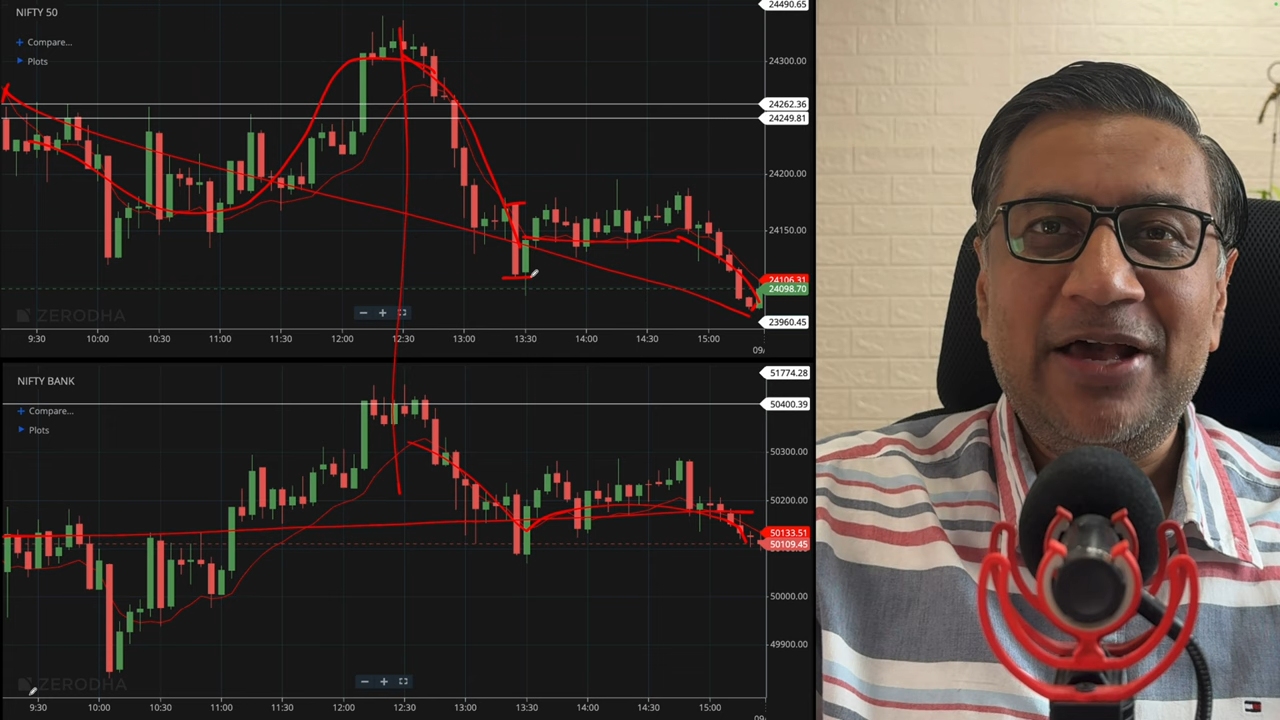 NIFTY 50
24490.65
+ Compare...
Plots
24300.00
24262.36
24249.81
24200.00
24150.00
24106.31
24098.70
23960.45
ZERODHA
9:30 10:00 10:30 11:00 11:30 12:00 12:30 13:00 13:30 14:00 14:30 15:00
09/
NIFTY BANK
51774.28
50400.39
+ Compare...
Plots
50300.00
50200.00
50133.51
50109.45
50000.00
49900.00
ZERODHA
9:30 10:00 10:30 11:00 11:30 12:00 12:30 13:00 13:30 14:00 14:30 15:00